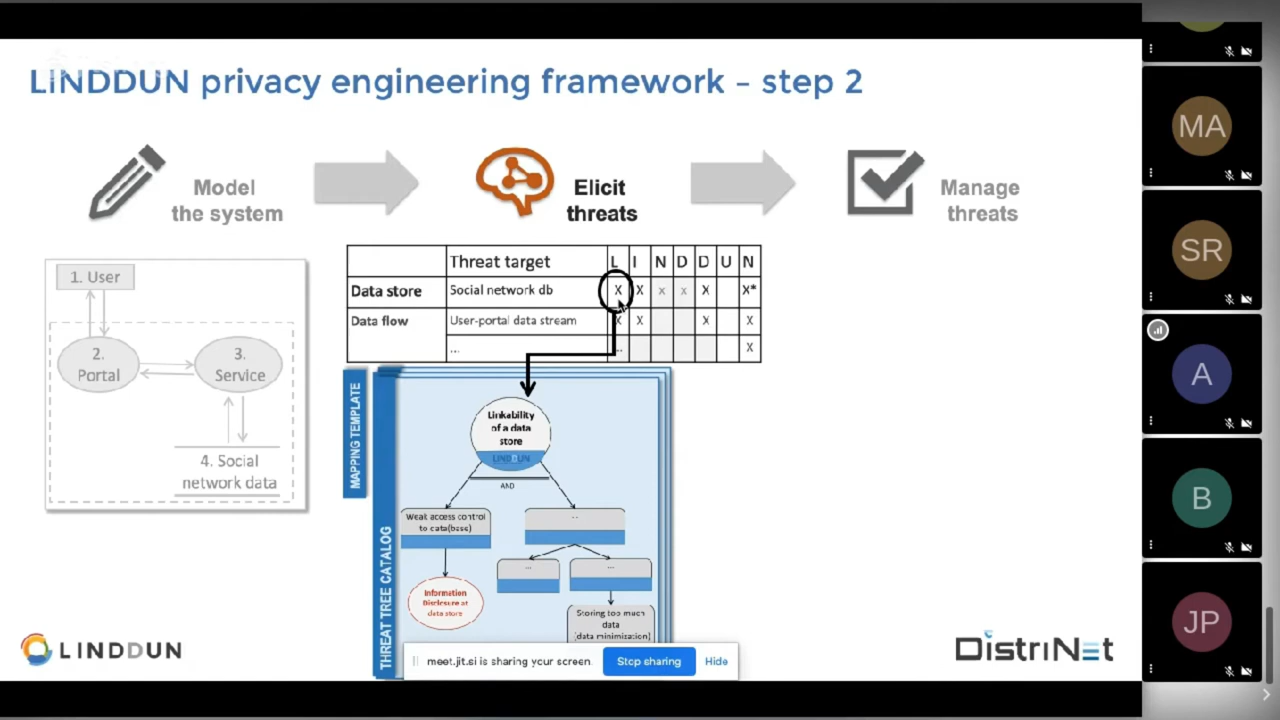 LINDDUN privacy engineering framework – step 2
Model
the system
Elicit
threats
Manage
threats
1. User
2.
Portal
3.
Service
4. Social
network data
Threat target
L
I
N
D
D
U
N
Data store
Social network db
X
X
x
x
X
X*
Data flow
User-portal data stream
X
X
X
X
...
...
X
MAPPING TEMPLATE
THREAT TREE CATALOG
Linkability
of a data
store
LINDDUN
AND
Weak access control
to data(base)
...
...
...
Information
Disclosure at
data store
Storing too much
data
(data minimization)
LINDDUN
DistriNet
meet.jit.si is sharing your screen.
Stop sharing
Hide
MA
SR
A
B
JP